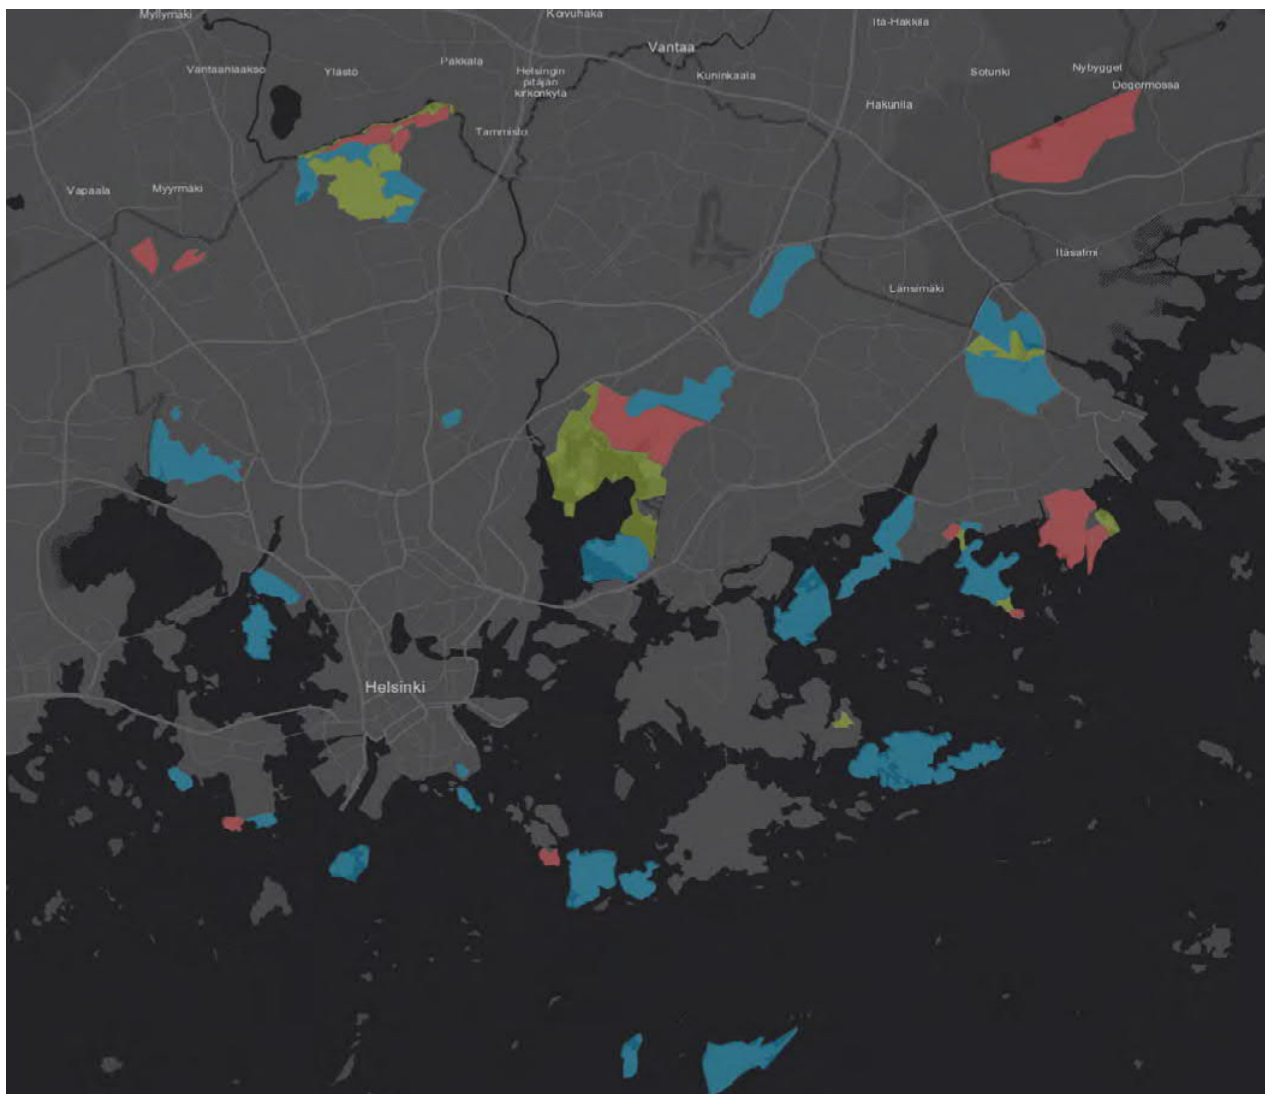 Myllymäki
Koivuhaka
Itä-Hakkila
Vantaa
Pakkala
Vantaanlaakso
Ylästö
Helsingin
pitäjän
kirkonkylä
Kuninkaala
Sotunki
Nybygget
Degermossa
Hakunila
Tammisto
Vapaala
Myyrmäki
Itäsalmi
Länsimäki
Helsinki